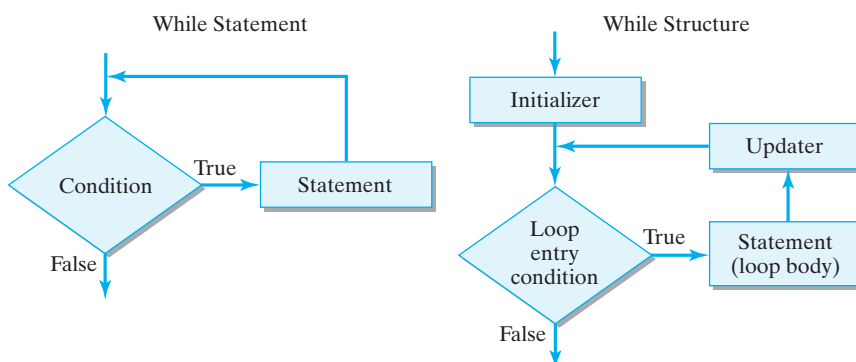 While Statement
Condition
True
Statement
False
While Structure
Initializer
Updater
Loop
entry
condition
True
Statement
(loop body)
False